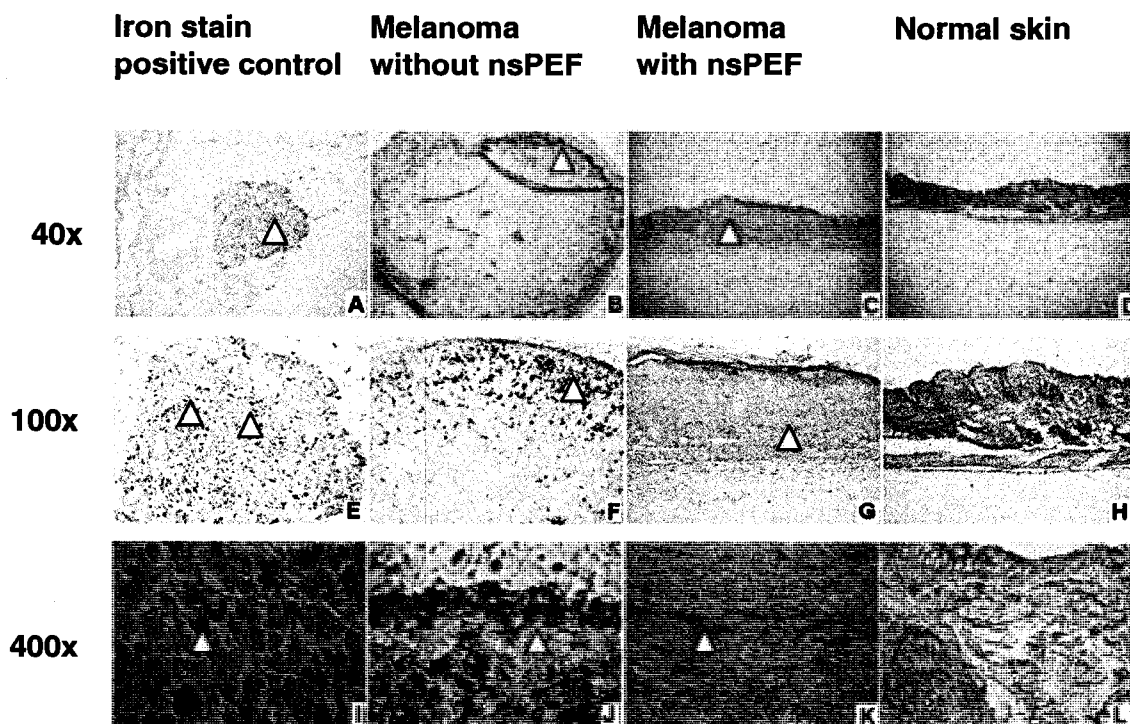 Iron stain
positive control
Melanoma
without nsPEF
Melanoma
with nsPEF
Normal skin
40x
A
B
C
D
100x
E
F
G
H
400x
I
J
K
L